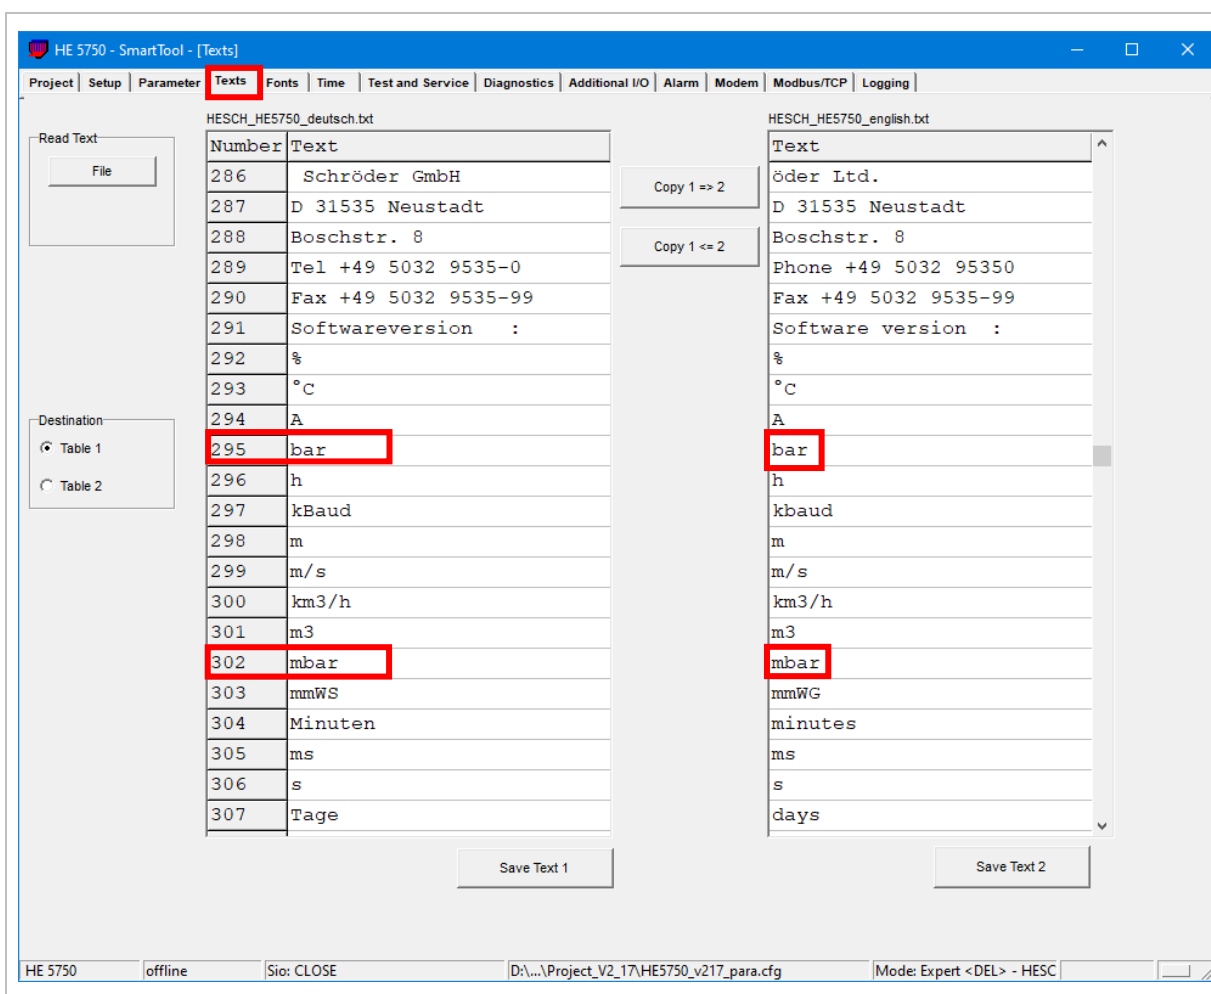 HE 5750 - SmartTool - [Texts]
Project Setup Parameter Texts Fonts Time Test and Service Diagnostics Additional I/O Alarm Modem Modbus/TCP Logging
HESCH_HE5750_deutsch.txt HESCH_HE5750_english.txt
Read Text
File
Number Text Text
286 Schröder GmbH öder Ltd.
Copy 1 => 2
287 D 31535 Neustadt D 31535 Neustadt
288 Boschstr. 8 Boschstr. 8
Copy 1 <= 2
289 Tel +49 5032 9535-0 Phone +49 5032 95350
290 Fax +49 5032 9535-99 Fax +49 5032 9535-99
291 Softwareversion : Software version :
292 % %
293 °C °C
Destination
294 A A
Table 1
295 bar bar
Table 2
296 h h
297 kBaud kbaud
298 m m
299 m/s m/s
300 km3/h km3/h
301 m3 m3
302 mbar mbar
303 mmWS mmWG
304 Minuten minutes
305 ms ms
306 s s
307 Tage days
Save Text 1 Save Text 2
HE 5750 offline Sio: CLOSE D:\...\Project_V2_17\HE5750_v217_para.cfg Mode: Expert <DEL> - HESC